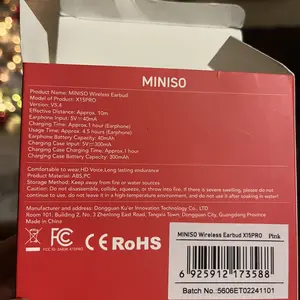 MINISO
Product Name: MINISO Wireless Earbud
Model of Product: X15PRO
Version: V5.4
Effective Distance: Approx. 10m
Earphone Input: 5V⎓40mA
Charging Time: Approx.1 hour (Earphone)
Usage Time: Approx. 4.5 hours (Earphone)
Earphone Battery Capacity: 40mAh
Charging Case Input: 5V⎓300mA
Charging Case Charging Time: Approx. 1 hour
Charging Case Battery Capacity: 300mAh
Comfortable to wear,HD Voice,Long lasting endurance
Product Material: ABS,PC
Storage Method: Keep away from fire or water sources
Caution: Do not disassemble, collide, squeeze, or throw into fire. If there is severe swelling, please do not
continue to use, do not leave it in a high-temperature environment, and do not use it after soaking in water!
Manufacturer and address: Dongguan Ku'er Innovation Technology Co., LTD
Room 101, Building 2, No. 3 Zhenlong East Road, Tangxia Town, Dongguan City, Guangdong Province
Made in China
FC CE RoHS
MINISO Wireless Earbud X15PRO Pink
6 925912 173588
Batch No.: 5606ET02241101